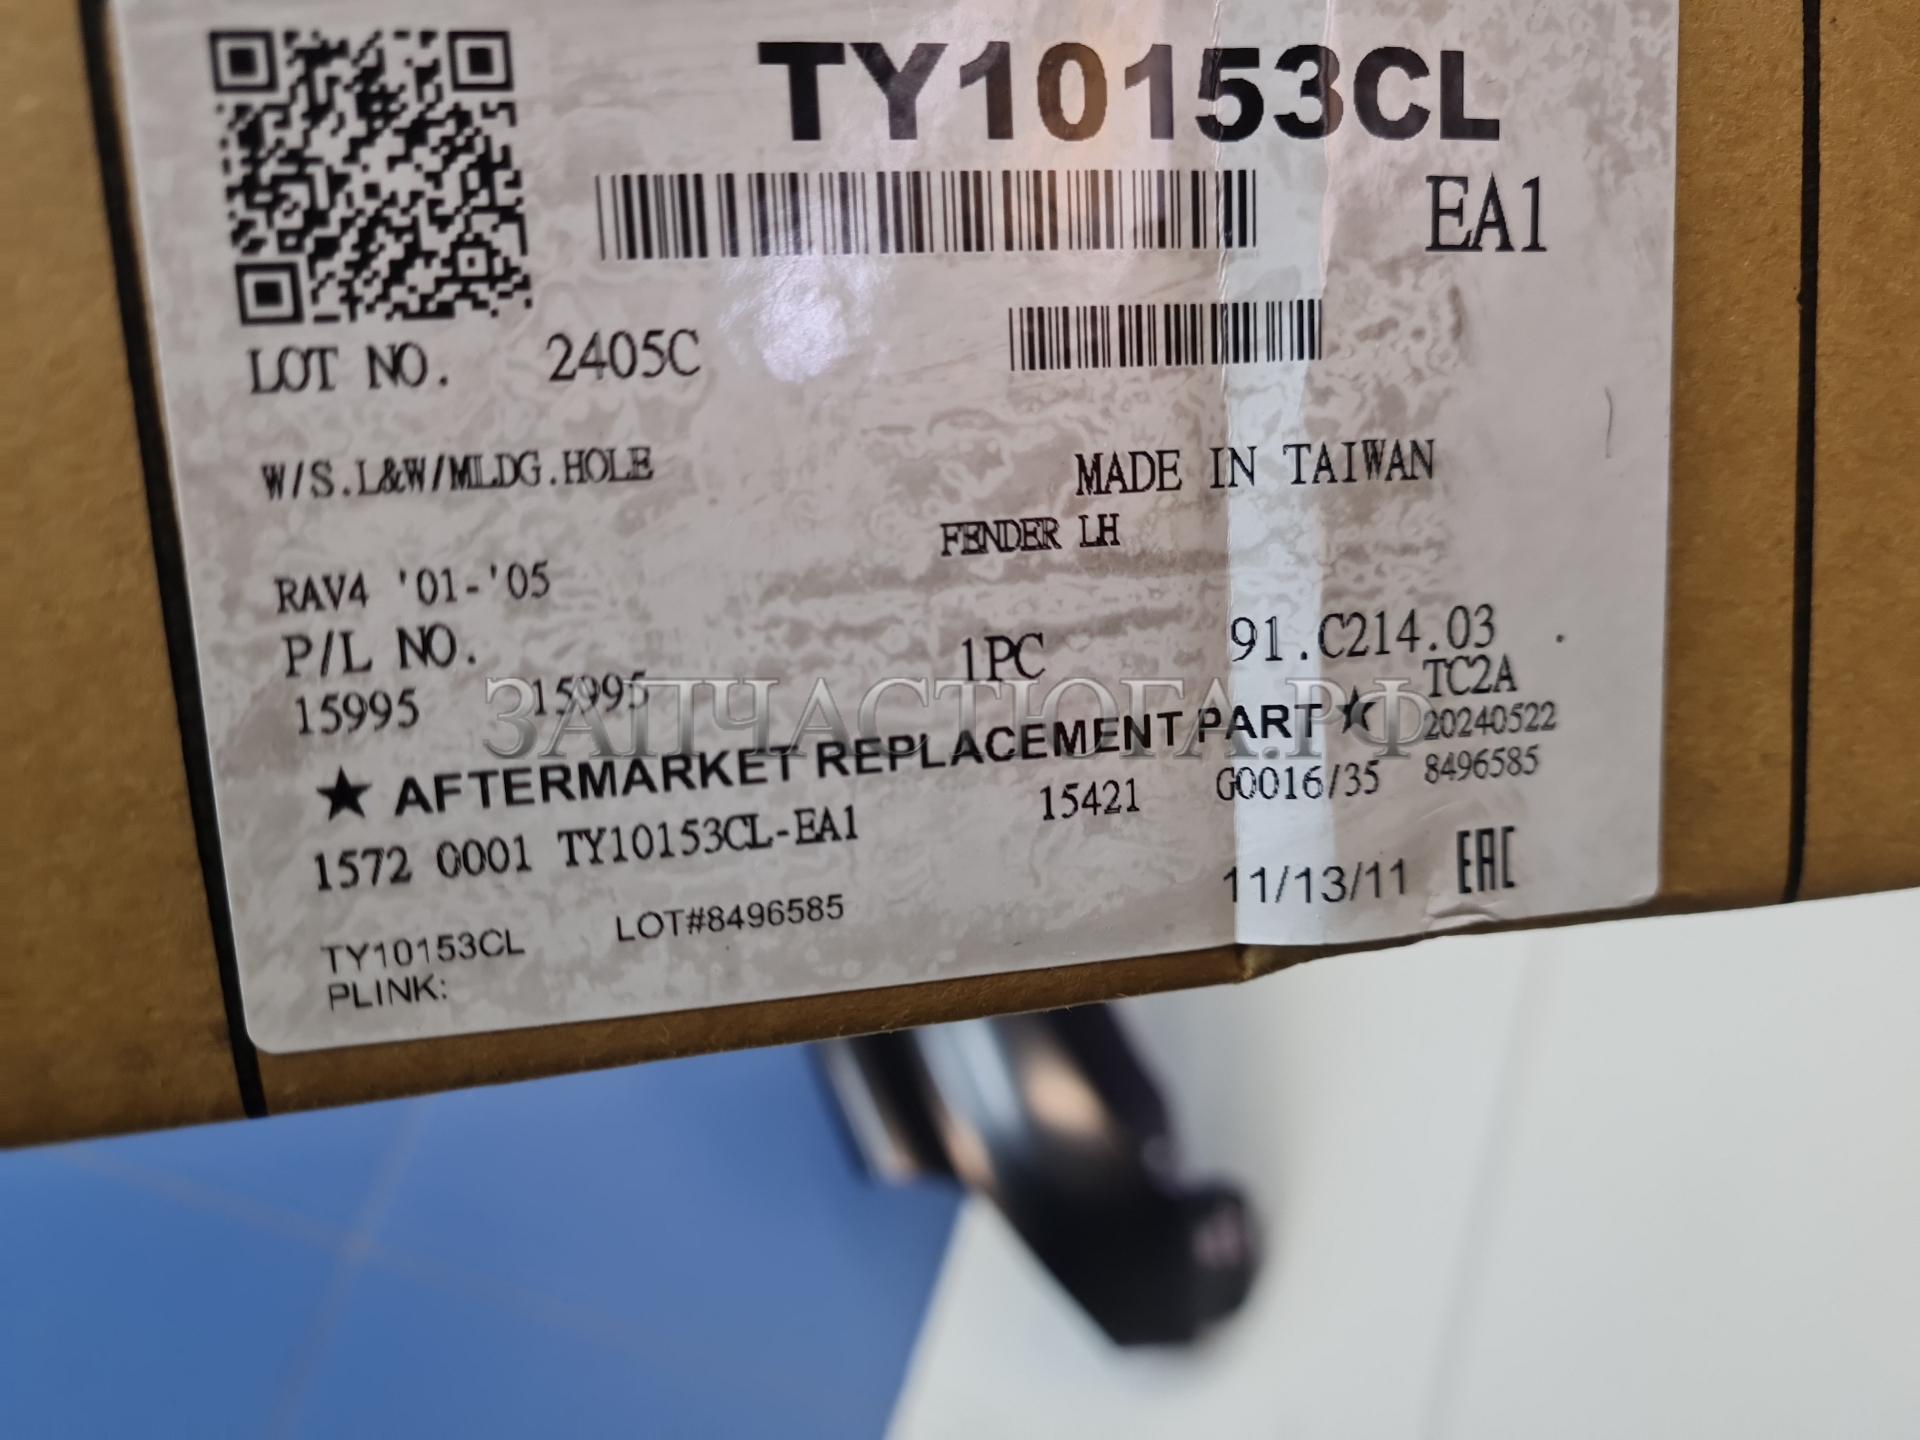 TY10153CL
EA1
LOT NO. 2405C
W/S.L&W/MLDG.HOLE
MADE IN TAIWAN
FENDER LH
RAV4 '01-'05
P/L NO.
1PC
91.C214.03 .
TC2A
15995 15995
ЗАПЧАСТЮГА.РФ
★ AFTERMARKET REPLACEMENT PART ★
20240522
1572 0001 TY10153CL-EA1
15421 G0016/35 8496585
11/13/11 EAC
TY10153CL LOT#8496585
PLINK: